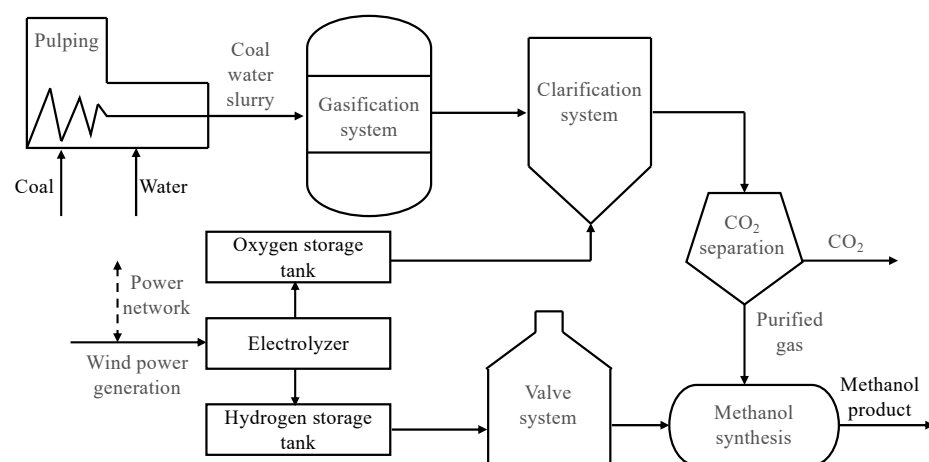 Pulping
Coal
water
slurry
Gasification
system
Clarification
system
Coal
Water
CO₂
separation
CO₂
Oxygen storage
tank
Power
network
Electrolyzer
Wind power
generation
Purified
gas
Valve
system
Hydrogen storage
tank
Methanol
synthesis
Methanol
product